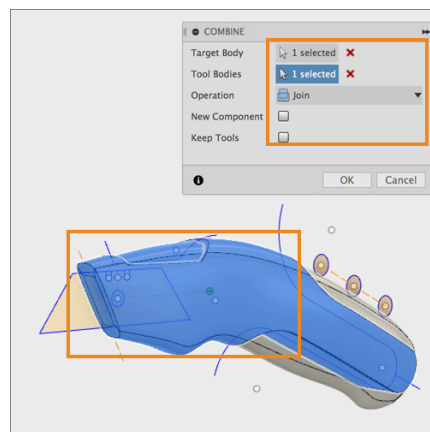 COMBINE
Target Body 1 selected
Tool Bodies 1 selected
Operation Join
New Component
Keep Tools
OK Cancel